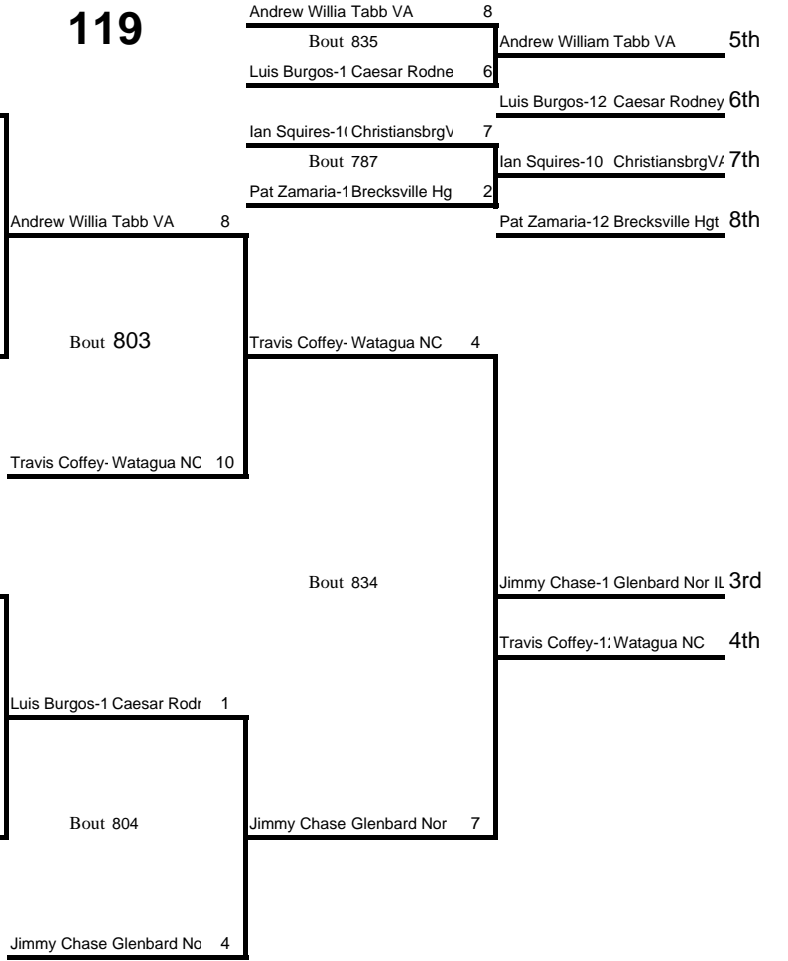 119
Andrew Willia Tabb VA 8
Bout 835
Andrew William Tabb VA 5th
Luis Burgos-1 Caesar Rodne 6
Luis Burgos-12 Caesar Rodney 6th
Ian Squires-1( ChristiansbrgV 7
Bout 787
Ian Squires-10 ChristiansbrgVA 7th
Pat Zamaria-1 Brecksville Hg 2
Andrew Willia Tabb VA 8
Pat Zamaria-12 Brecksville Hgt 8th
Bout 803
Travis Coffey- Watagua NC 4
Travis Coffey- Watagua NC 10
Bout 834
Jimmy Chase-1 Glenbard Nor IL 3rd
Travis Coffey-12 Watagua NC 4th
Luis Burgos-1 Caesar Rodr 1
Bout 804
Jimmy Chase Glenbard Nor 7
Jimmy Chase Glenbard No 4